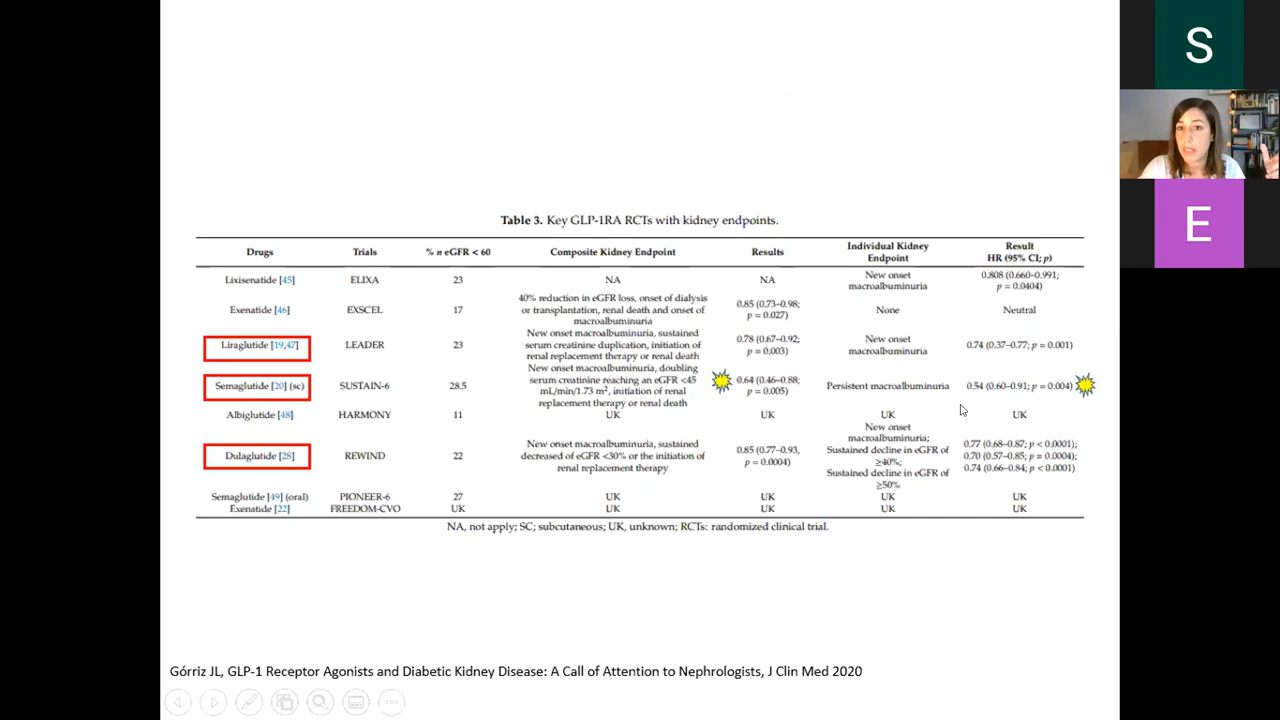 S
E
Table 3. Key GLP-1RA RCTs with kidney endpoints.
Drugs Trials % n eGFR < 60 Composite Kidney Endpoint Results Individual Kidney Endpoint Result HR (95% CI; p)
Lixisenatide [45] ELIXA 23 NA NA New onset macroalbuminuria 0.808 (0.660–0.991; p = 0.0404)
Exenatide [46] EXSCEL 17 40% reduction in eGFR loss, onset of dialysis or transplantation, renal death and onset of macroalbuminuria 0.85 (0.73–0.98; p = 0.027) None Neutral
Liraglutide [19,47] LEADER 23 New onset macroalbuminuria, sustained serum creatinine duplication, initiation of renal replacement therapy or renal death 0.78 (0.67–0.92; p = 0.003) New onset macroalbuminuria 0.74 (0.37–0.77; p = 0.001)
Semaglutide [20] (sc) SUSTAIN-6 28.5 New onset macroalbuminuria, doubling serum creatinine reaching an eGFR <45 mL/min/1.73 m², initiation of renal replacement therapy or renal death 0.64 (0.46–0.88; p = 0.005) Persistent macroalbuminuria 0.54 (0.60–0.91; p = 0.004)
Albiglutide [48] HARMONY 11 UK UK UK UK
Dulaglutide [28] REWIND 22 New onset macroalbuminuria, sustained decreased of eGFR <30% or the initiation of renal replacement therapy 0.85 (0.77–0.93, p = 0.0004) New onset macroalbuminuria; Sustained decline in eGFR of ≥40%; Sustained decline in eGFR of ≥50% 0.77 (0.68–0.87; p < 0.0001); 0.70 (0.57–0.85; p = 0.0004); 0.74 (0.66–0.84; p < 0.0001)
Semaglutide [49] (oral) PIONEER-6 27 UK UK UK UK
Exenatide [22] FREEDOM-CVO UK UK UK UK UK
NA, not apply; SC; subcutaneous; UK, unknown; RCTs: randomized clinical trial.
Górriz JL, GLP-1 Receptor Agonists and Diabetic Kidney Disease: A Call of Attention to Nephrologists, J Clin Med 2020